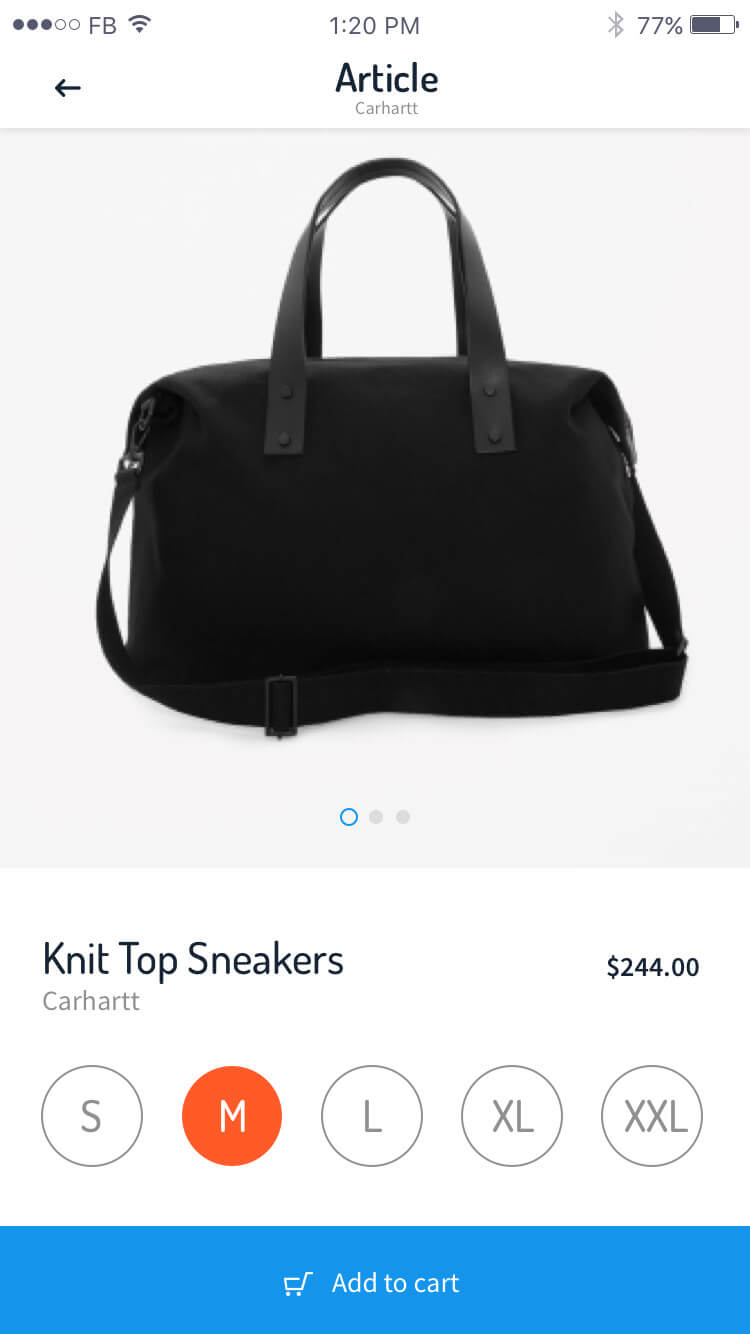 FB 1:20 PM 77%
Article
Carhartt
Knit Top Sneakers
$244.00
Carhartt
S M L XL XXL
Add to cart